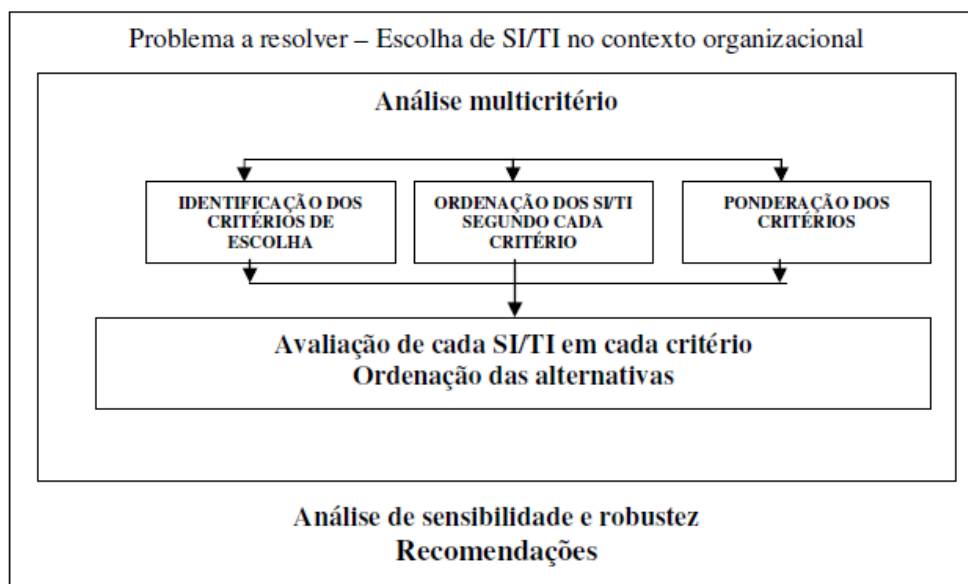 Problema a resolver – Escolha de SI/TI no contexto organizacional
Análise multicritério
IDENTIFICAÇÃO DOS
CRITÉRIOS DE
ESCOLHA
ORDENAÇÃO DOS SI/TI
SEGUNDO CADA
CRITÉRIO
PONDERAÇÃO DOS
CRITÉRIOS
Avaliação de cada SI/TI em cada critério
Ordenação das alternativas
Análise de sensibilidade e robustez
Recomendações